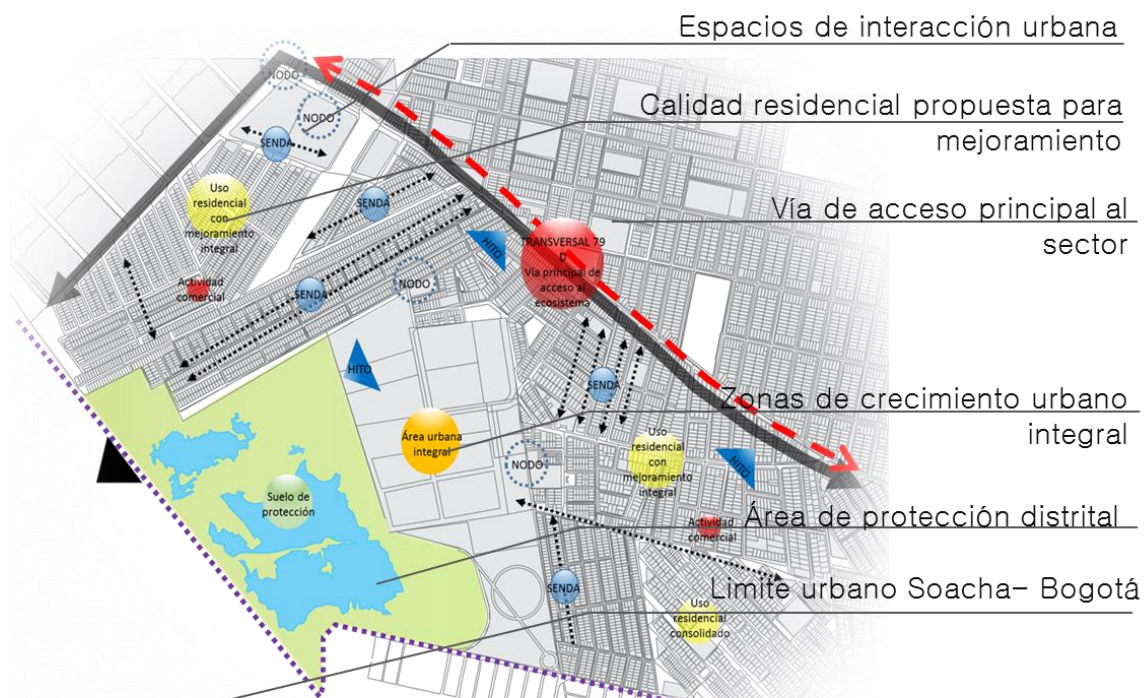 Espacios de interacción urbana
Calidad residencial propuesta para
mejoramiento
Vía de acceso principal al
sector
Zonas de crecimiento urbano
integral
Área de protección distrital
Limite urbano Soacha- Bogotá
NODO
NODO
SENDA
Uso
residencial
con
mejoramiento
integral
SENDA
HITO
TRANSVERSAL 79
D
Vía principal de
acceso al
ecosistema
Actividad
comercial
SENDA
NODO
HITO
SENDA
Área urbana
integral
NODO
Uso
residencial
con
mejoramiento
integral
HITO
Suelo de
protección
Actividad
comercial
SENDA
Uso
residencial
consolidado